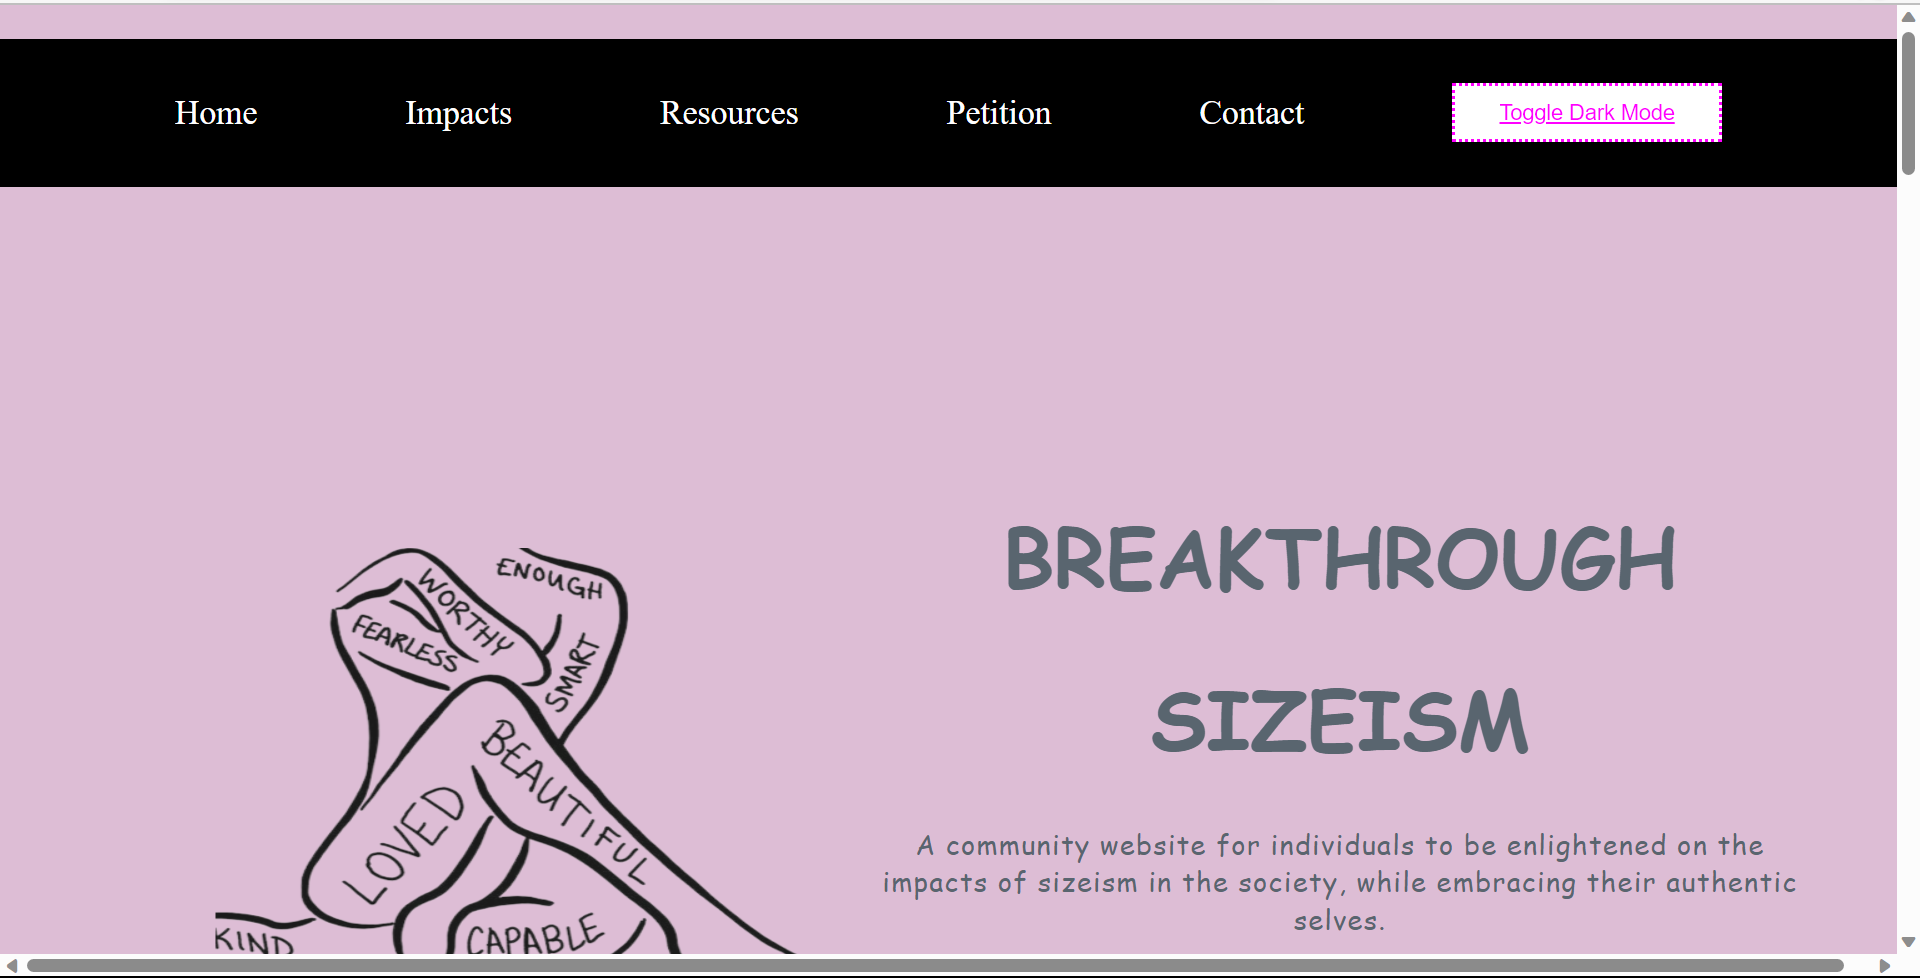 Home Impacts Resources Petition Contact Toggle Dark Mode
ENOUGH
WORTHY
FEARLESS
SMART
BEAUTIFUL
LOVED
KIND
CAPABLE
BREAKTHROUGH
SIZEISM
A community website for individuals to be enlightened on the
impacts of sizeism in the society, while embracing their authentic
selves.